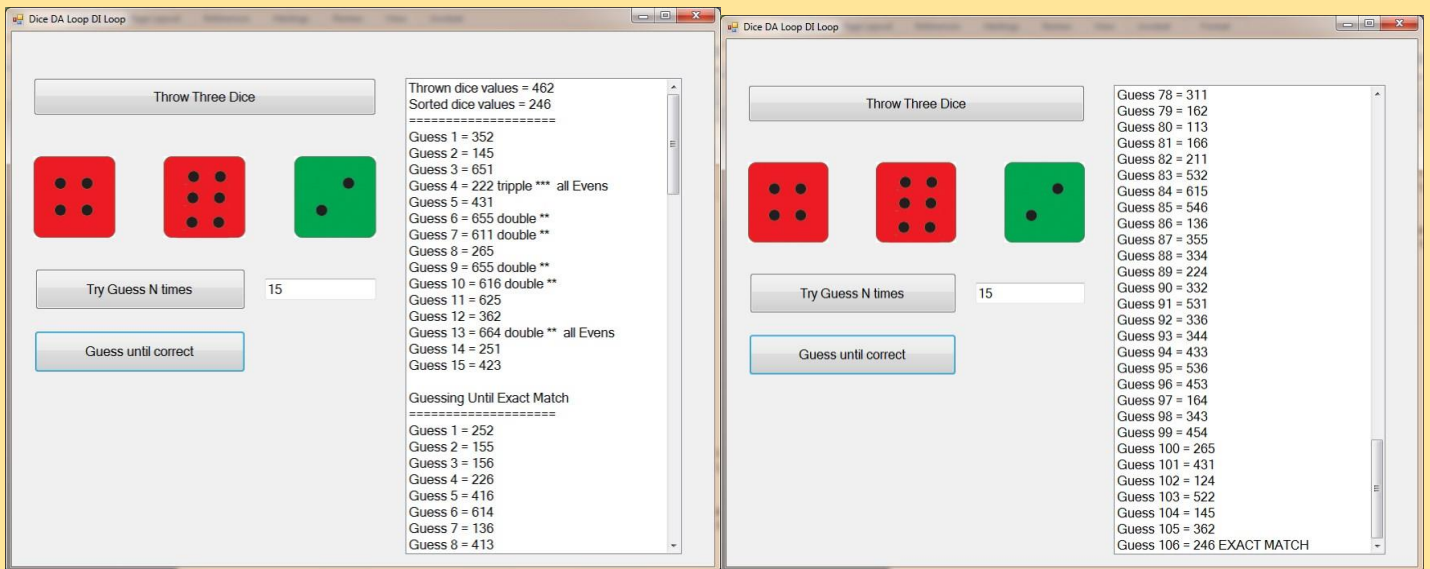 Dice DA Loop DI Loop
Throw Three Dice
Try Guess N times
15
Guess until correct
Thrown dice values = 462
Sorted dice values = 246
====================
Guess 1 = 352
Guess 2 = 145
Guess 3 = 651
Guess 4 = 222 tripple ***  all Evens
Guess 5 = 431
Guess 6 = 655 double **
Guess 7 = 611 double **
Guess 8 = 265
Guess 9 = 655 double **
Guess 10 = 616 double **
Guess 11 = 625
Guess 12 = 362
Guess 13 = 664 double **  all Evens
Guess 14 = 251
Guess 15 = 423
Guessing Until Exact Match
====================
Guess 1 = 252
Guess 2 = 155
Guess 3 = 156
Guess 4 = 226
Guess 5 = 416
Guess 6 = 614
Guess 7 = 136
Guess 8 = 413
Dice DA Loop DI Loop
Throw Three Dice
Try Guess N times
15
Guess until correct
Guess 78 = 311
Guess 79 = 162
Guess 80 = 113
Guess 81 = 166
Guess 82 = 211
Guess 83 = 532
Guess 84 = 615
Guess 85 = 546
Guess 86 = 136
Guess 87 = 355
Guess 88 = 334
Guess 89 = 224
Guess 90 = 332
Guess 91 = 531
Guess 92 = 336
Guess 93 = 344
Guess 94 = 433
Guess 95 = 536
Guess 96 = 453
Guess 97 = 164
Guess 98 = 343
Guess 99 = 454
Guess 100 = 265
Guess 101 = 431
Guess 102 = 124
Guess 103 = 522
Guess 104 = 145
Guess 105 = 362
Guess 106 = 246 EXACT MATCH